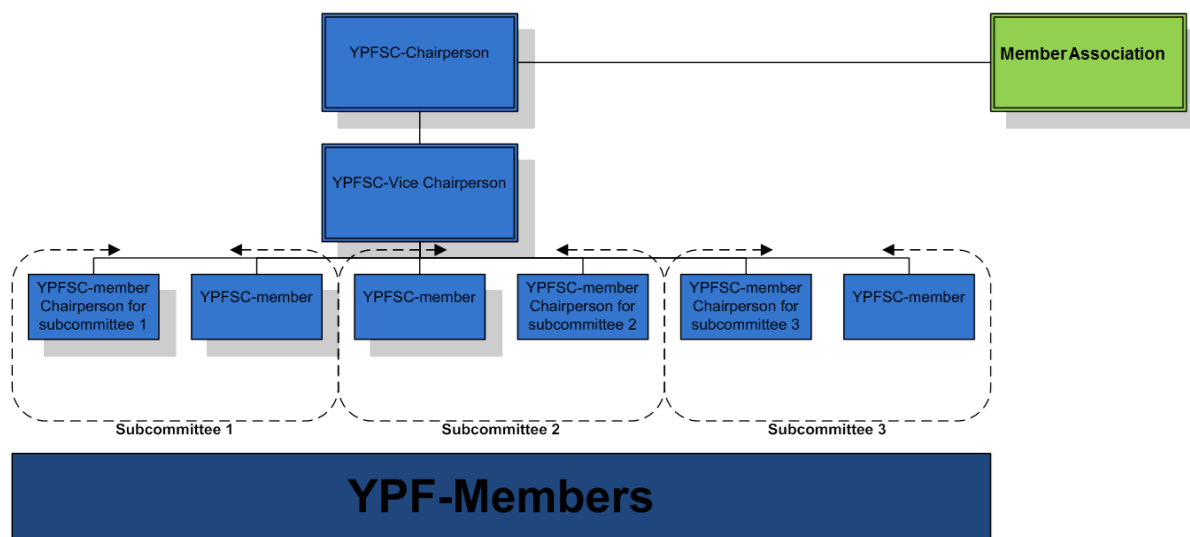 YPFSC-Chairperson
Member Association
YPFSC-Vice Chairperson
YPFSC-member
Chairperson for
subcommittee 1
YPFSC-member
YPFSC-member
YPFSC-member
Chairperson for
subcommittee 2
YPFSC-member
Chairperson for
subcommittee 3
YPFSC-member
Subcommittee 1
Subcommittee 2
Subcommittee 3
YPF-Members